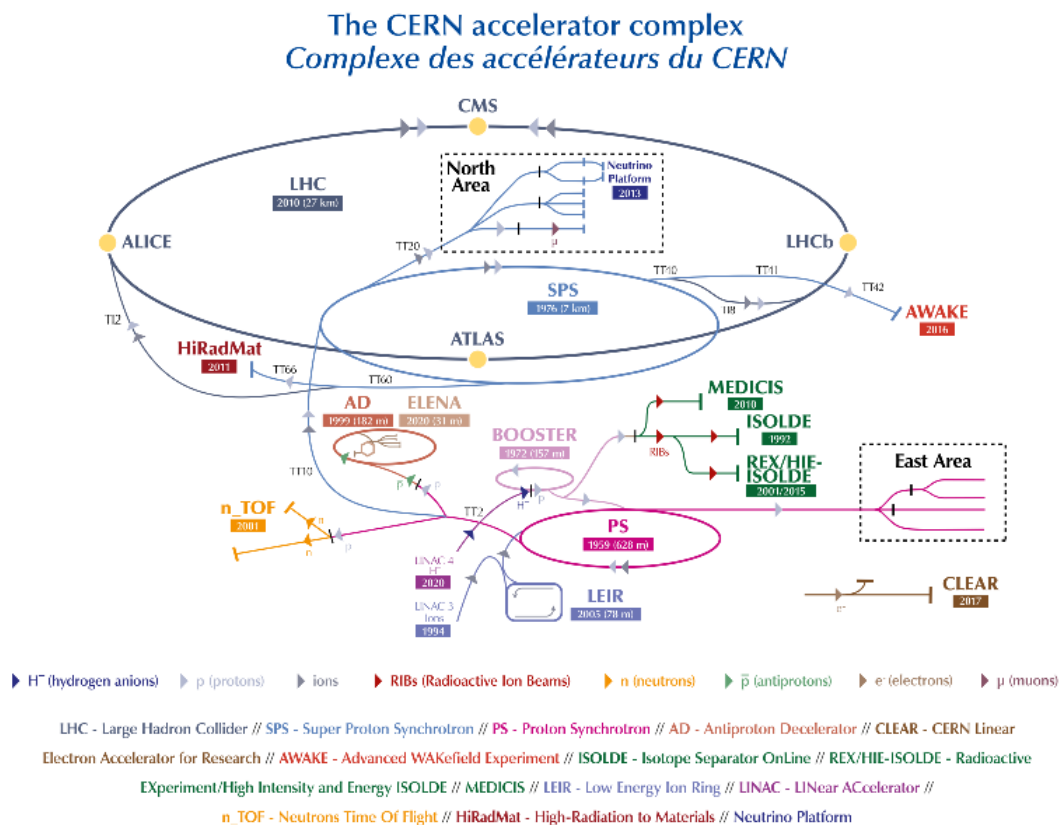 The CERN accelerator complex
Complexe des accélérateurs du CERN
CMS
North
Area
Neutrino
Platform
2013
LHC
2010 (27 km)
ALICE
LHCb
TT20
μ
TT40
TT41
TT42
TI8
SPS
1976 (7 km)
TI2
AWAKE
2016
ATLAS
HiRadMat
2011
TT66
TT60
AD
1999 (182 m)
ELENA
2020 (31 m)
MEDICIS
2010
BOOSTER
1972 (157 m)
ISOLDE
1992
RIBs
REX/HIE-
ISOLDE
2001/2015
East Area
TT10
p̅
p
H⁻
p
n_TOF
2001
n
n
p
TT2
PS
1959 (628 m)
LINAC 4
H⁻
2020
LINAC 3
Ions
1994
LEIR
2005 (78 m)
e⁻
CLEAR
2017
H⁻ (hydrogen anions)
p (protons)
ions
RIBs (Radioactive Ion Beams)
n (neutrons)
p̅ (antiprotons)
e⁻ (electrons)
μ (muons)
LHC - Large Hadron Collider // SPS - Super Proton Synchrotron // PS - Proton Synchrotron // AD - Antiproton Decelerator // CLEAR - CERN Linear
Electron Accelerator for Research // AWAKE - Advanced WAKefield Experiment // ISOLDE - Isotope Separator OnLine // REX/HIE-ISOLDE - Radioactive
EXperiment/High Intensity and Energy ISOLDE // MEDICIS // LEIR - Low Energy Ion Ring // LINAC - LINear ACcelerator //
n_TOF - Neutrons Time Of Flight // HiRadMat - High-Radiation to Materials // Neutrino Platform